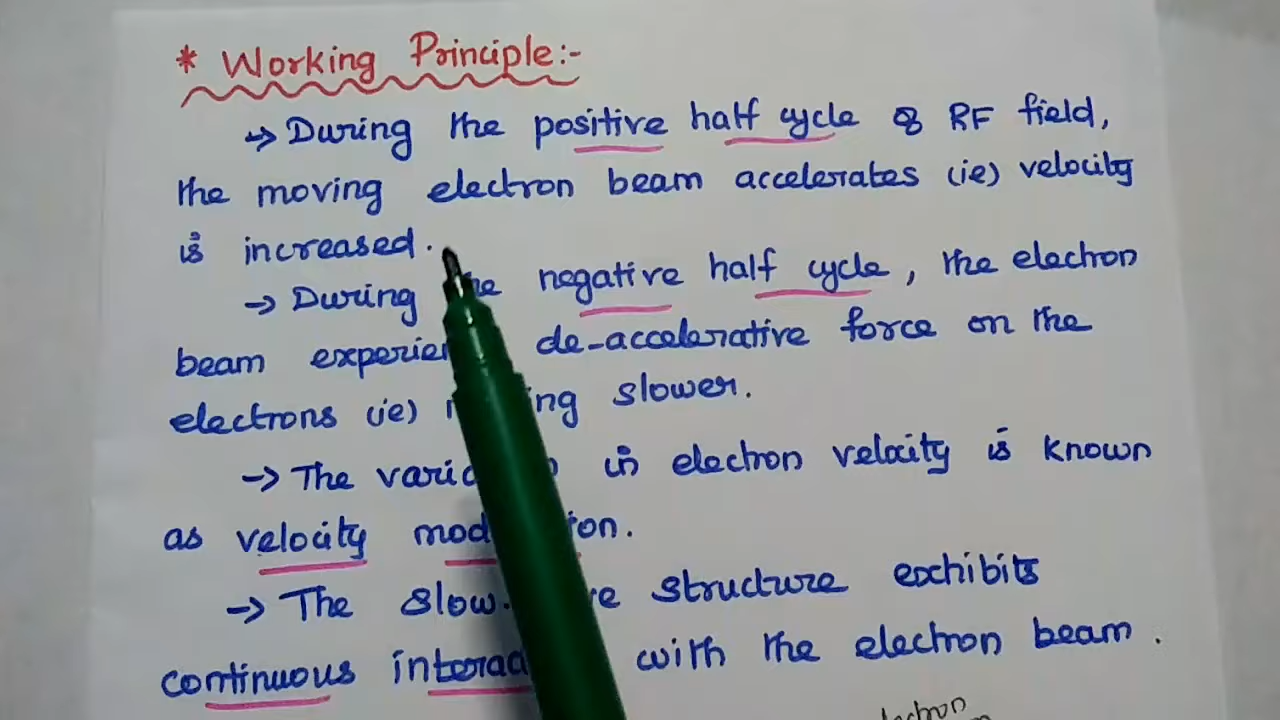 * Working Principle:-
→ During the positive half cycle of RF field,
the moving electron beam accelerates (ie) velocity
is increased.
→ During negative half cycle, the electron
beam de-accelerative force on the
electrons (ie) slower.
→ The in electron velocity is known
as velocity
→ The structure exhibits
continuous with the electron beam.